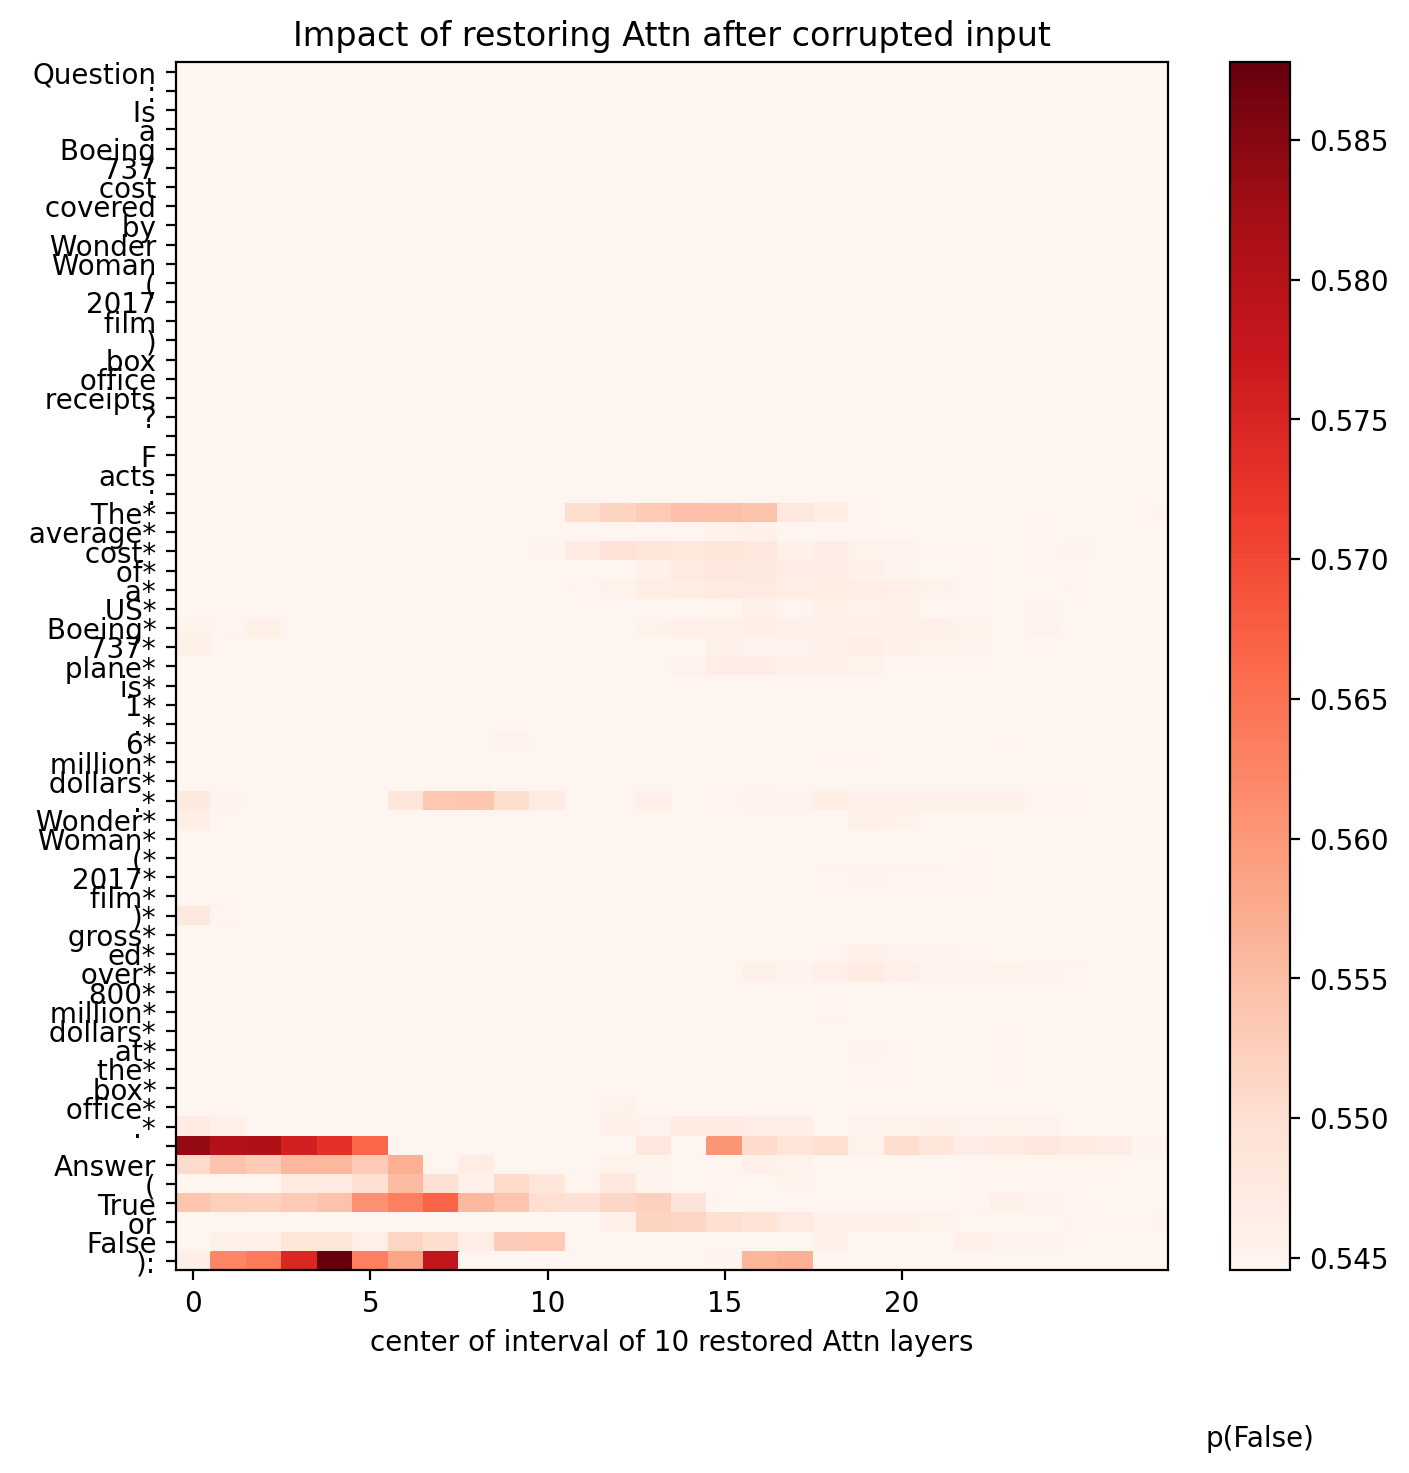 Impact of restoring Attn after corrupted input
Question
:
Is
a
Boeing
737
cost
covered
by
Wonder
Woman
(
2017
film
)
box
office
receipts
?
F
acts
:
The*
average*
cost*
of*
a*
US*
Boeing*
737*
plane*
is*
1*
.*
6*
million*
dollars*
.*
Wonder*
Woman*
(*
2017*
film*
)*
gross*
ed*
over*
800*
million*
dollars*
at*
the*
box*
office*
.*
Answer
(
True
or
False
):
0 5 10 15 20
center of interval of 10 restored Attn layers
0.585
0.580
0.575
0.570
0.565
0.560
0.555
0.550
0.545
p(False)